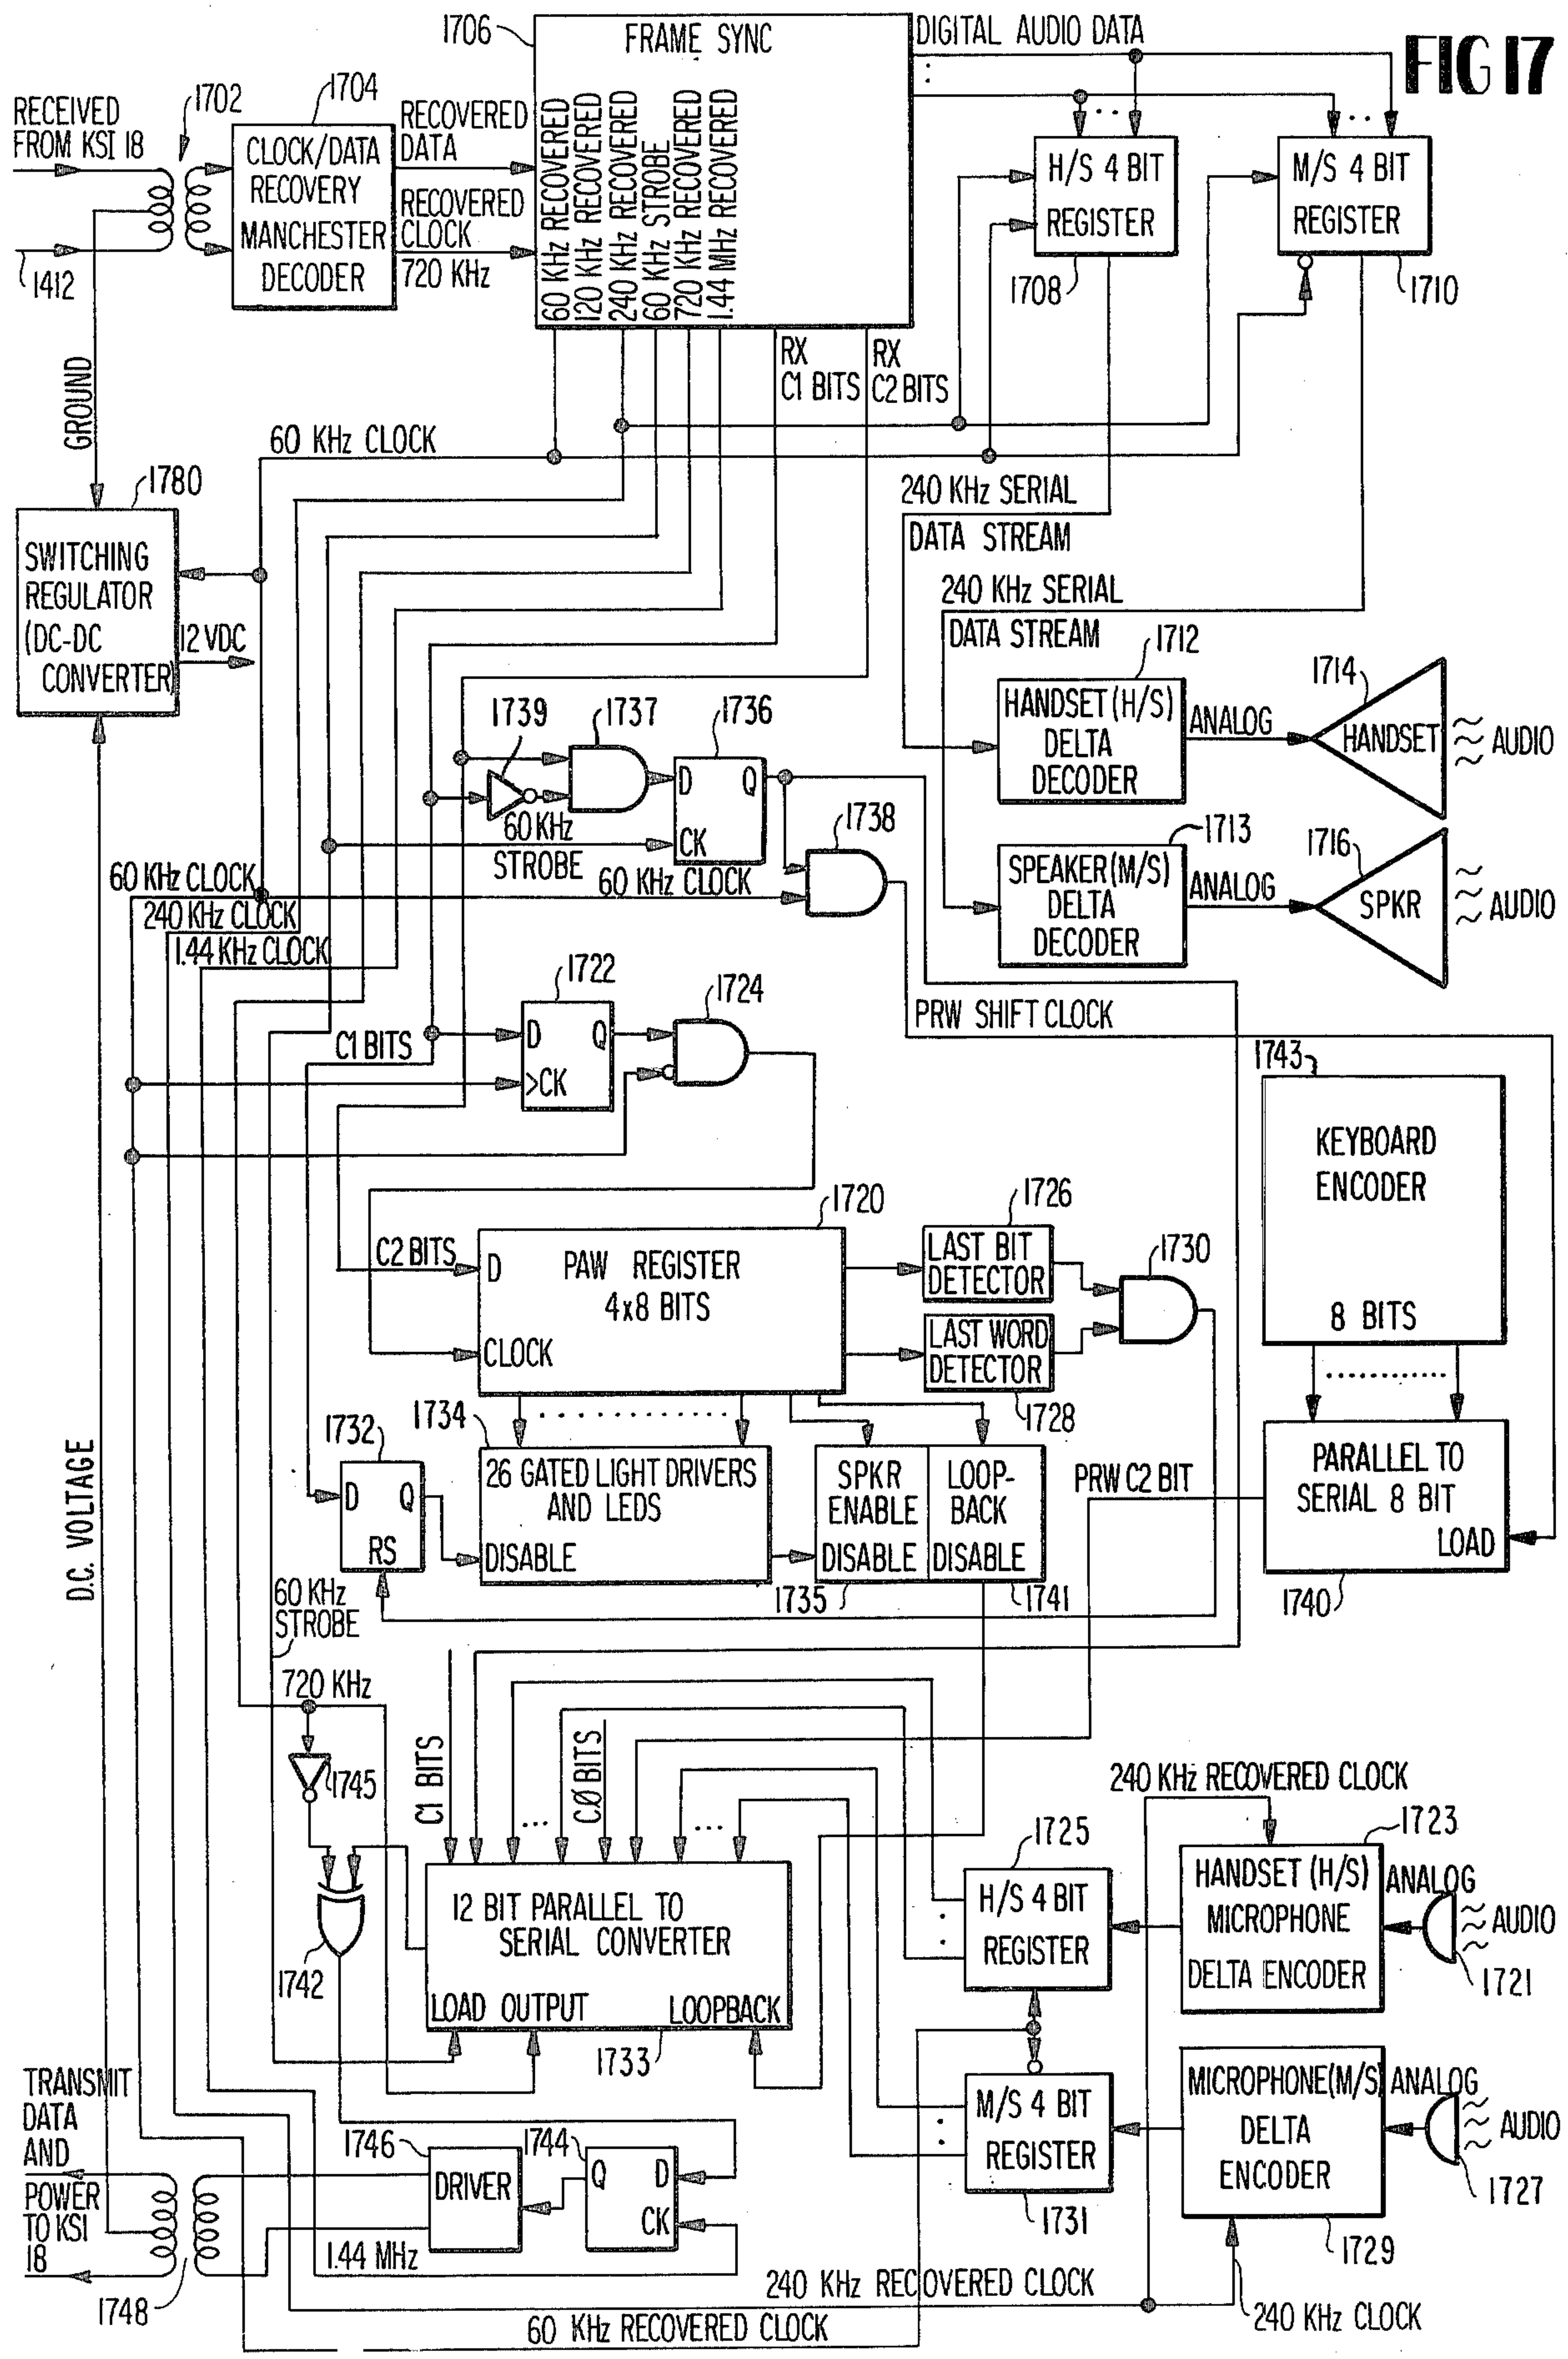 FIG 17
1706
FRAME SYNC
DIGITAL AUDIO DATA
RECEIVED
FROM KSI 18
1702
1704
CLOCK/DATA
RECOVERY
MANCHESTER
DECODER
RECOVERED
DATA
RECOVERED
CLOCK
720 KHz
60 KHz RECOVERED
120 KHz RECOVERED
240 KHz RECOVERED
60 KHz STROBE
720 KHz RECOVERED
1.44 MHz RECOVERED
H/S 4 BIT
REGISTER
1708
M/S 4 BIT
REGISTER
1710
1412
GROUND
RX
C1 BITS
RX
C2 BITS
60 KHz CLOCK
1780
SWITCHING
REGULATOR
(DC-DC
CONVERTER)
12 VDC
240 KHz SERIAL
DATA STREAM
240 KHz SERIAL
DATA STREAM
1712
HANDSET (H/S)
DELTA
DECODER
ANALOG
1714
HANDSET
AUDIO
1739
1737
1736
D Q
CK
60 KHz
STROBE
1738
1713
SPEAKER (M/S)
DELTA
DECODER
ANALOG
1716
SPKR
AUDIO
60 KHz CLOCK
60 KHz CLOCK
240 KHz CLOCK
1.44 KHz CLOCK
1722
D Q
>CK
1724
C1 BITS
PRW SHIFT CLOCK
1743
KEYBOARD
ENCODER
8 BITS
1720
C2 BITS
D
PAW REGISTER
4x8 BITS
CLOCK
1726
LAST BIT
DETECTOR
1730
LAST WORD
DETECTOR
1728
1734
1732
D Q
RS
26 GATED LIGHT DRIVERS
AND LEDS
DISABLE
SPKR
ENABLE
DISABLE
LOOP-
BACK
DISABLE
1735
1741
PRW C2 BIT
PARALLEL TO
SERIAL 8 BIT
LOAD
1740
D.C. VOLTAGE
60 KHz
STROBE
720 KHz
1745
C1 BITS
CØ BITS
1742
12 BIT PARALLEL TO
SERIAL CONVERTER
LOAD OUTPUT LOOPBACK
1733
240 KHz RECOVERED CLOCK
1725
H/S 4 BIT
REGISTER
1723
HANDSET (H/S)
MICROPHONE
DELTA ENCODER
ANALOG
AUDIO
1721
M/S 4 BIT
REGISTER
1731
MICROPHONE (M/S)
DELTA
ENCODER
ANALOG
AUDIO
1727
1729
TRANSMIT
DATA
AND
POWER
TO KSI
18
1748
1746
DRIVER
1744
Q D
CK
1.44 MHz
240 KHz RECOVERED CLOCK
60 KHz RECOVERED CLOCK
240 KHz CLOCK